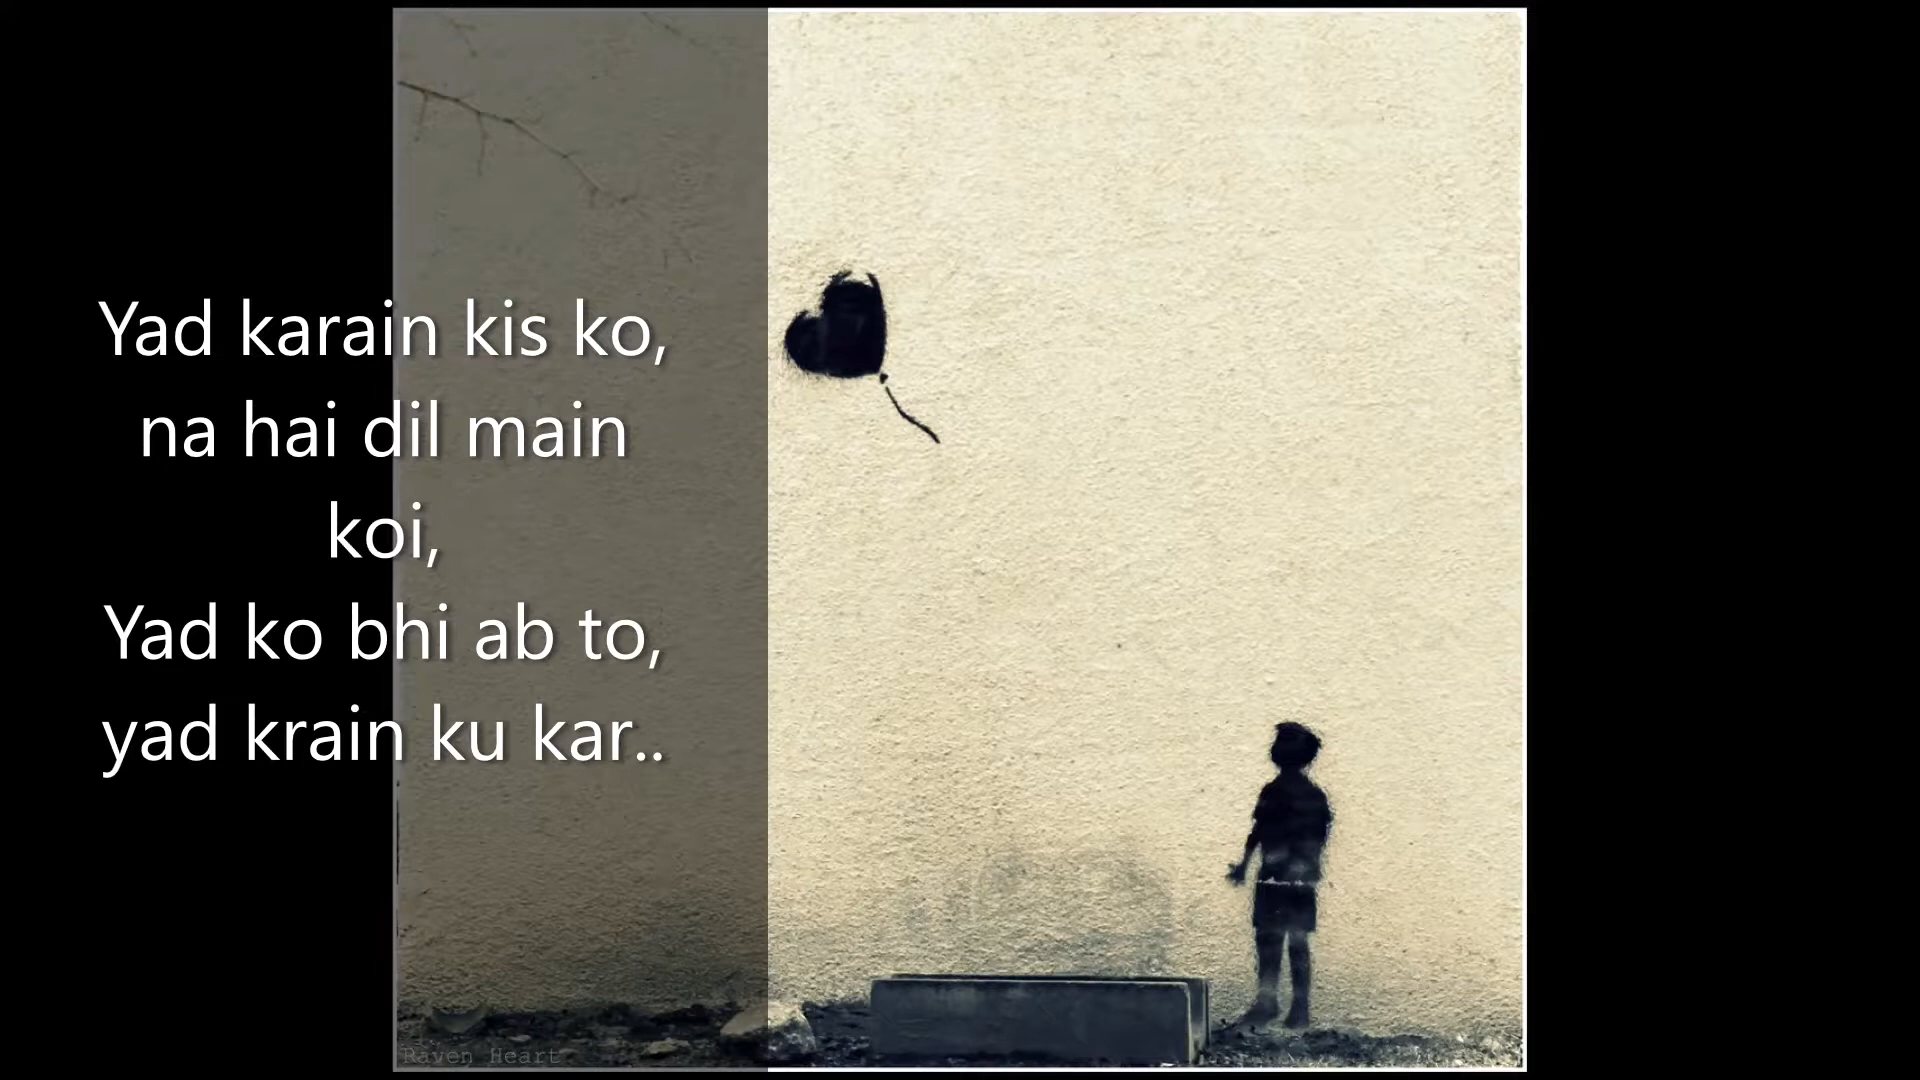 Yad karain kis ko,
na hai dil main
koi,
Yad ko bhi ab to,
yad krain ku kar..
Raven Heart